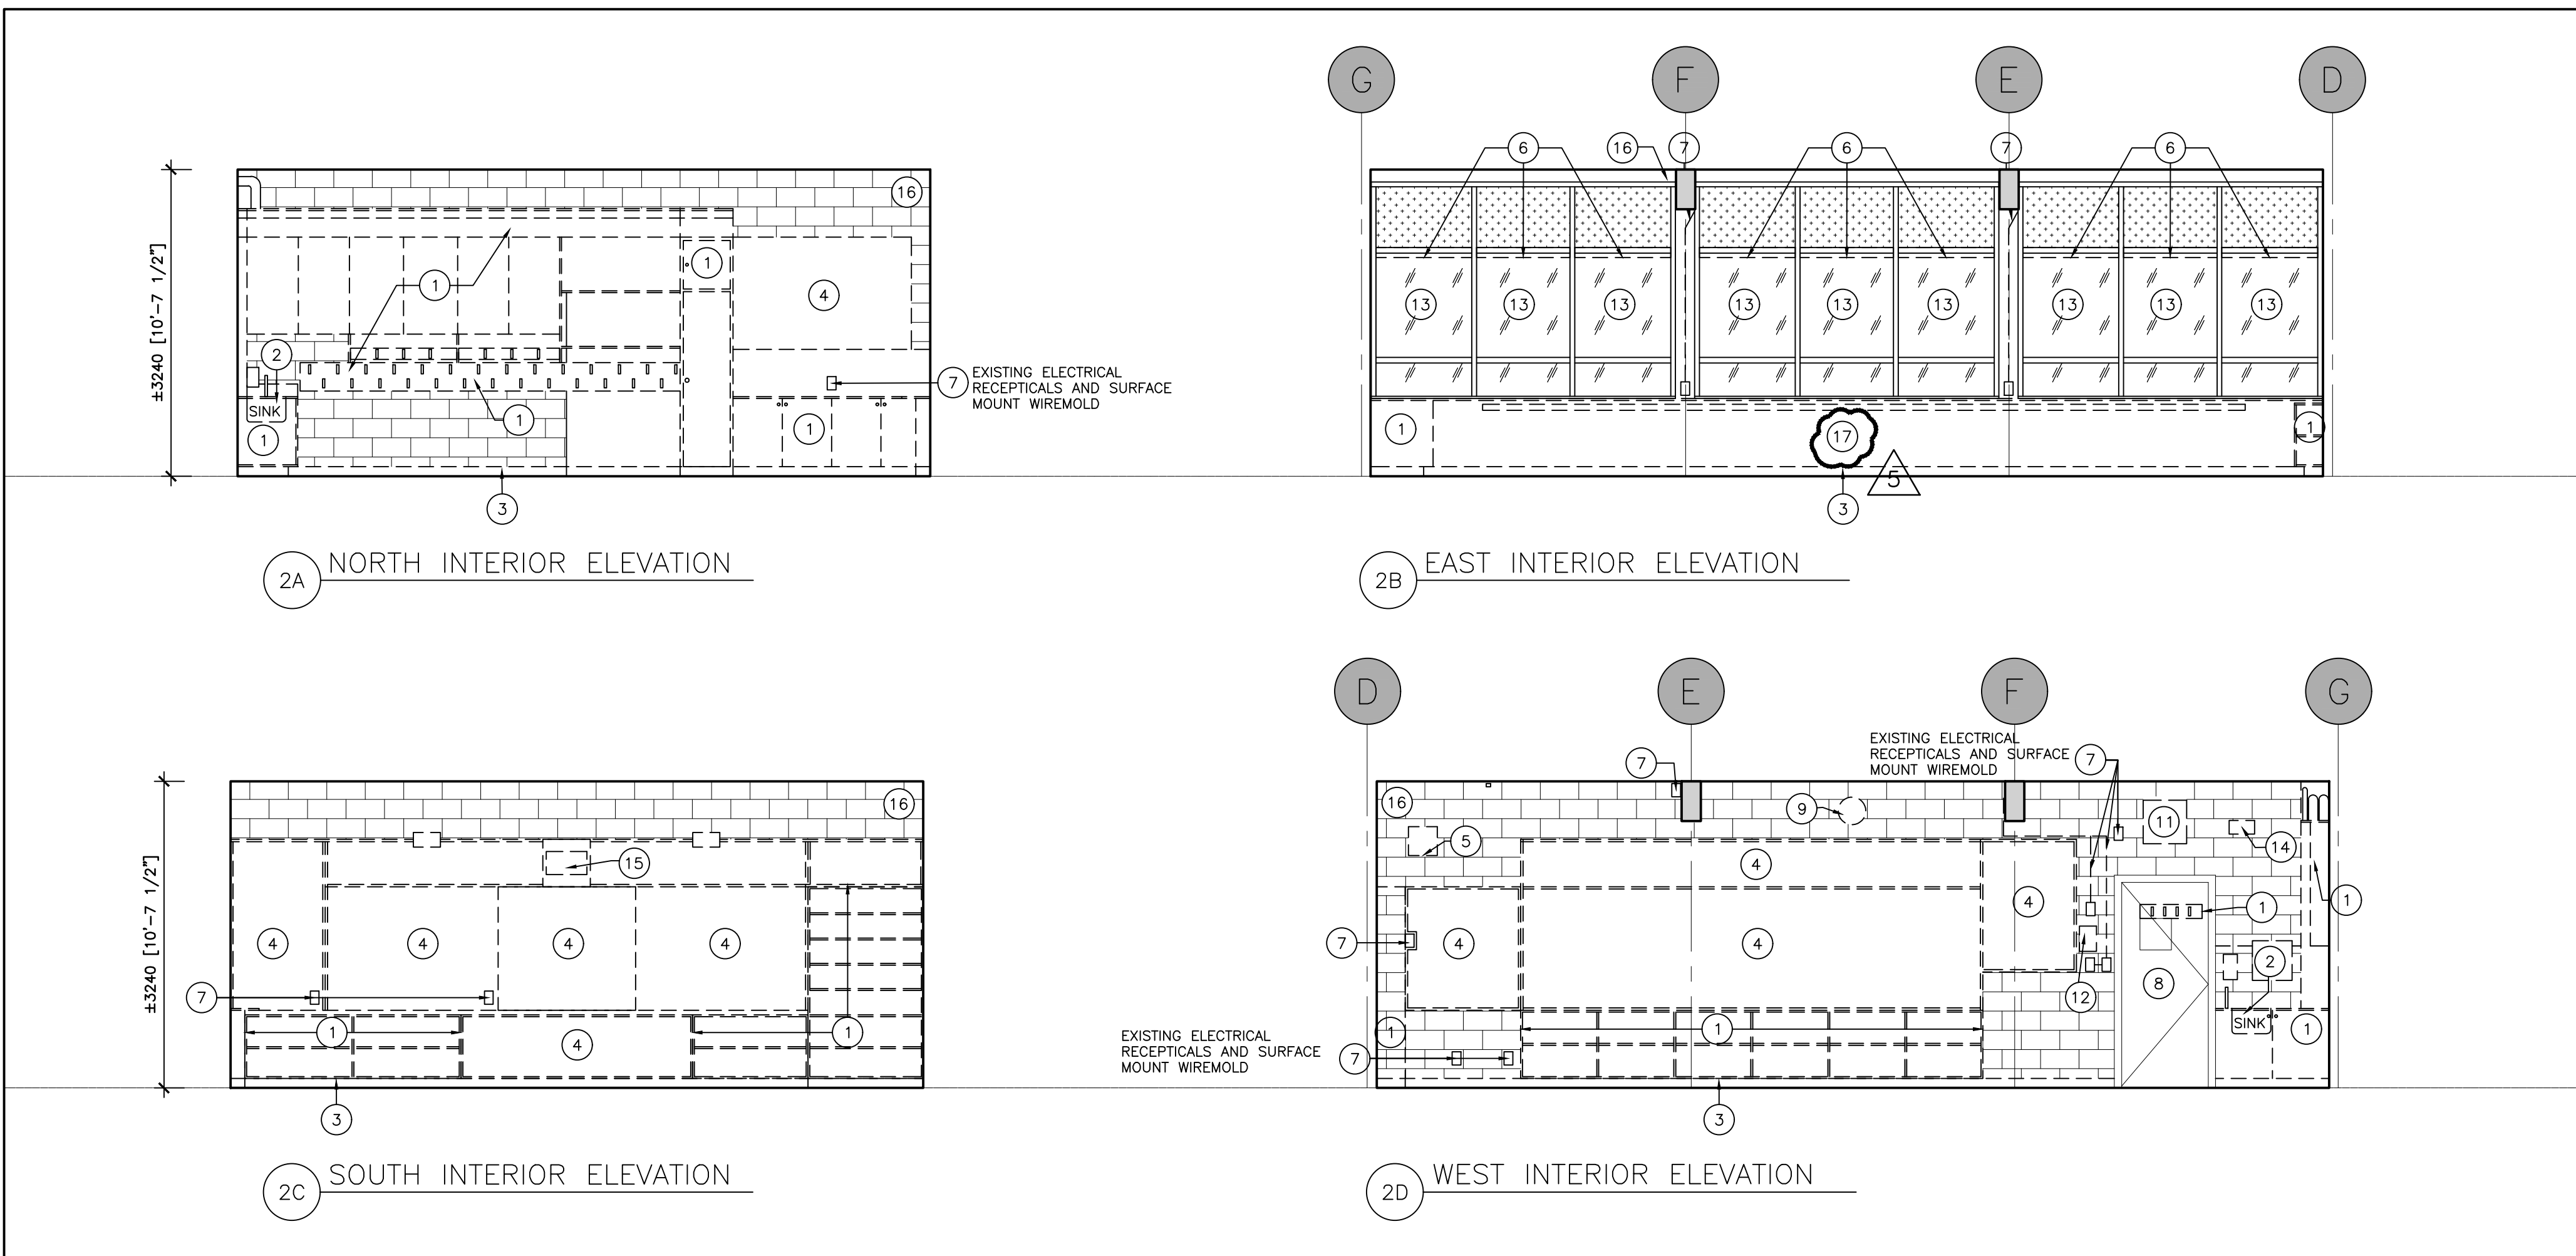 G
F
E
D
6
16
7
6
7
6
16
1
1
4
±3240 [10'-7 1/2"]
13
13
13
13
13
13
13
13
13
2
7
EXISTING ELECTRICAL
RECEPTICALS AND SURFACE
MOUNT WIREMOLD
SINK
1
1
1
1
17
1
5
3
3
2A
NORTH INTERIOR ELEVATION
2B
EAST INTERIOR ELEVATION
D
E
F
G
EXISTING ELECTRICAL
RECEPTICALS AND SURFACE
MOUNT WIREMOLD
7
7
16
16
9
11
5
14
15
4
4
1
1
±3240 [10'-7 1/2"]
4
4
4
4
7
4
4
2
8
12
7
SINK
1
1
1
1
1
4
EXISTING ELECTRICAL
RECEPTICALS AND SURFACE
MOUNT WIREMOLD
7
3
3
2C
SOUTH INTERIOR ELEVATION
2D
WEST INTERIOR ELEVATION